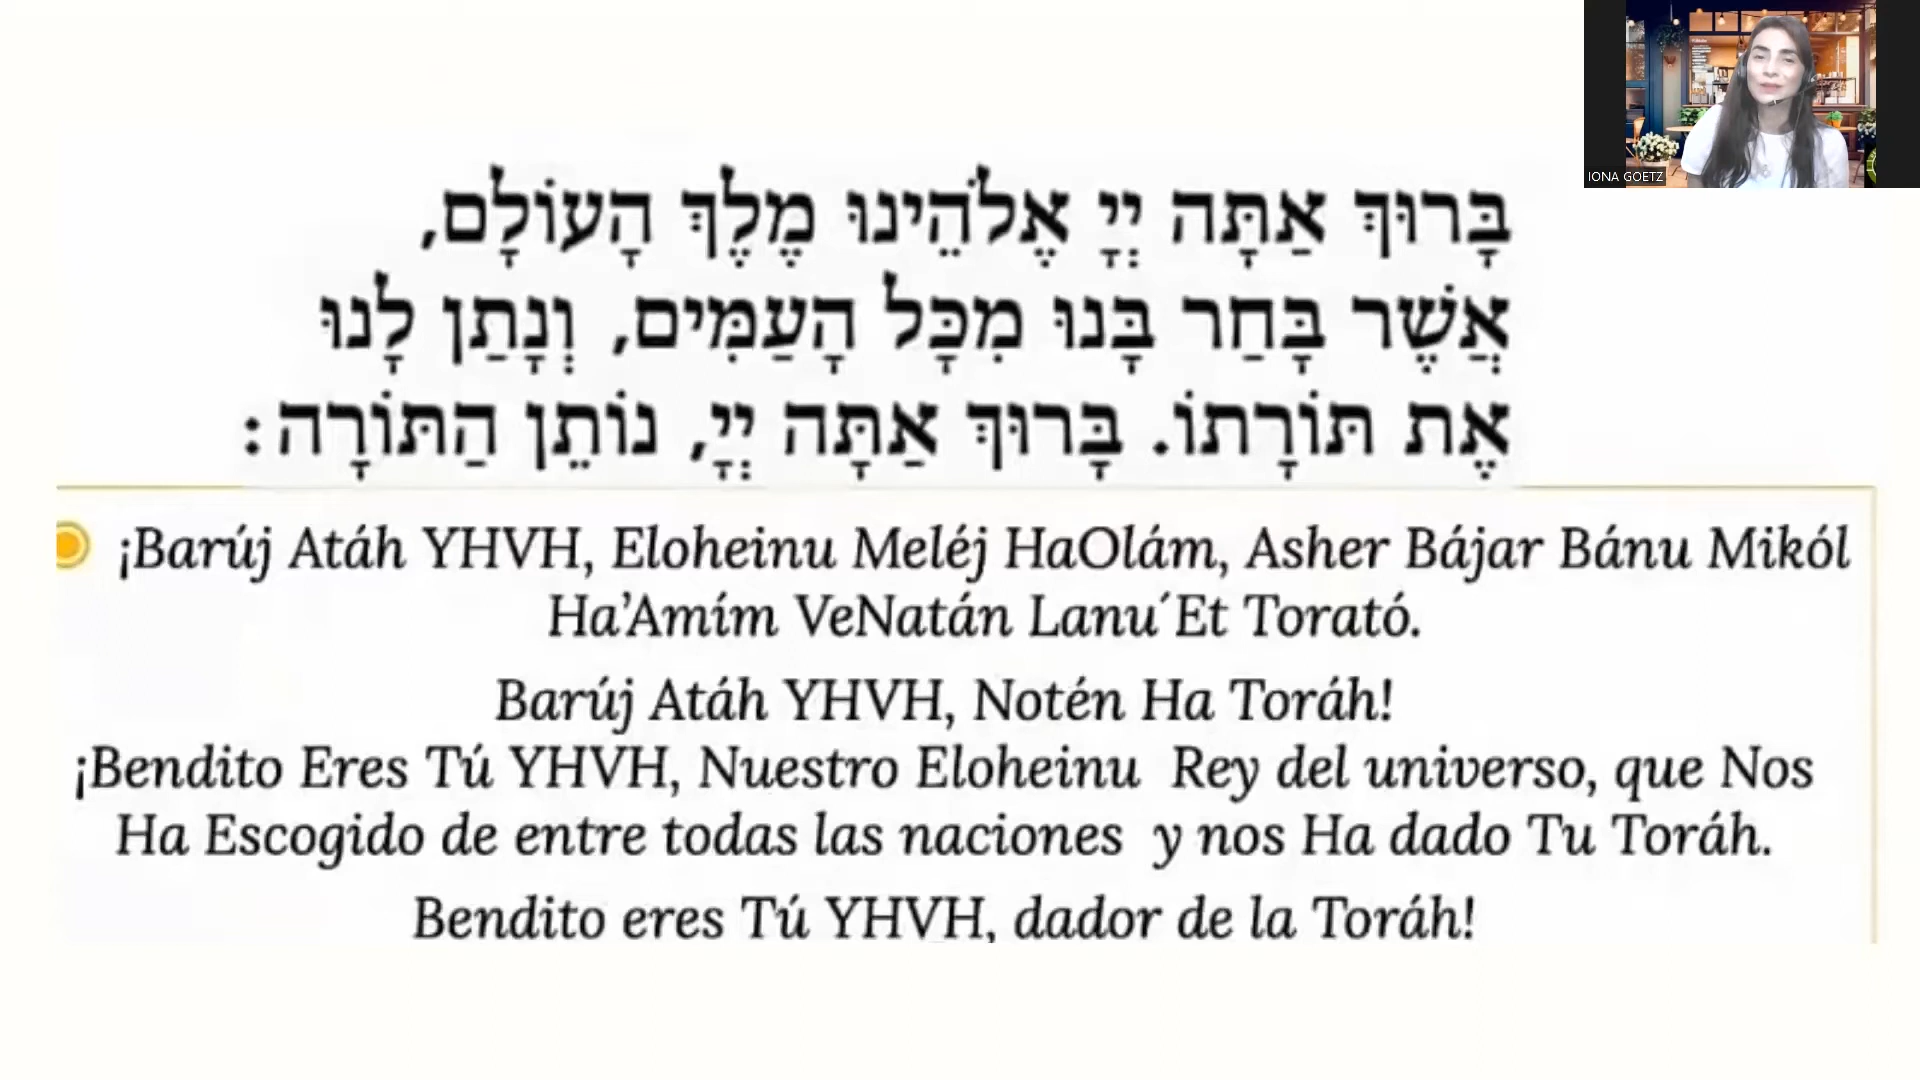 IONA GOETZ
בָּרוּךְ אַתָּה יְיָ אֱלֹהֵינוּ מֶלֶךְ הָעוֹלָם,
אֲשֶׁר בָּחַר בָּנוּ מִכָּל הָעַמִּים, וְנָתַן לָנוּ
אֶת תּוֹרָתוֹ. בָּרוּךְ אַתָּה יְיָ, נוֹתֵן הַתּוֹרָה:
¡Barúj Atáh YHVH, Eloheinu Meléj HaOlám, Asher Bájar Bánu Mikól
Ha’Amím VeNatán Lanu´Et Torató.
Barúj Atáh YHVH, Notén Ha Toráh!
¡Bendito Eres Tú YHVH, Nuestro Eloheinu Rey del universo, que Nos
Ha Escogido de entre todas las naciones y nos Ha dado Tu Toráh.
Bendito eres Tú YHVH, dador de la Toráh!